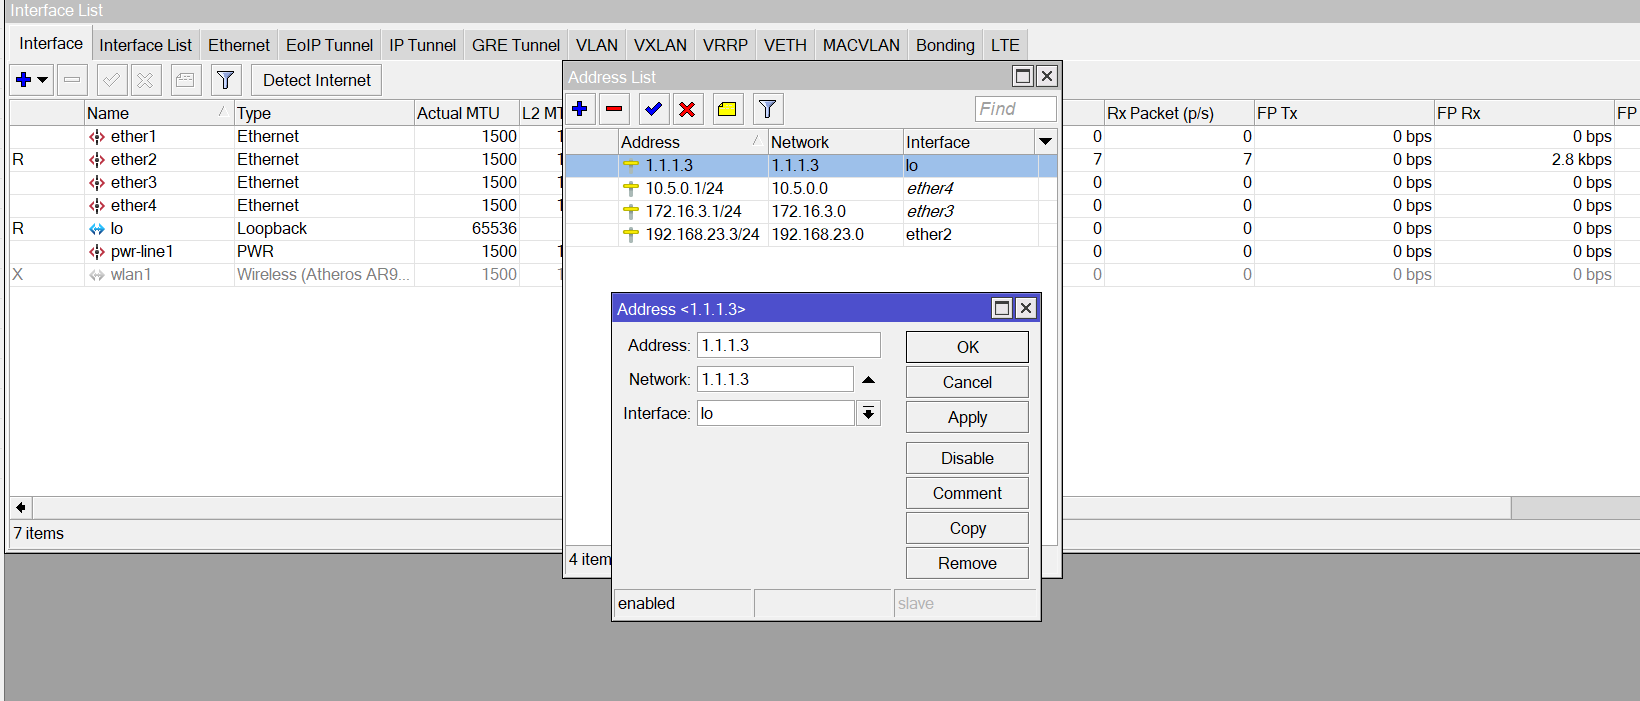 Interface List
Interface Interface List Ethernet EoIP Tunnel IP Tunnel GRE Tunnel VLAN VXLAN VRRP VETH MACVLAN Bonding LTE
Detect Internet
Name Type Actual MTU L2 MT Rx Packet (p/s) FP Tx FP Rx FP
ether1 Ethernet 1500 1 0 0 0 bps 0 bps
R ether2 Ethernet 1500 1 7 7 0 bps 2.8 kbps
ether3 Ethernet 1500 1 0 0 0 bps 0 bps
ether4 Ethernet 1500 1 0 0 0 bps 0 bps
R lo Loopback 65536 0 0 0 bps 0 bps
pwr-line1 PWR 1500 1 0 0 0 bps 0 bps
X wlan1 Wireless (Atheros AR9... 1500 1 0 0 0 bps 0 bps
7 items
Address List
Find
Address Network Interface
1.1.1.3 1.1.1.3 lo
10.5.0.1/24 10.5.0.0 ether4
172.16.3.1/24 172.16.3.0 ether3
192.168.23.3/24 192.168.23.0 ether2
4 item
Address <1.1.1.3>
Address: 1.1.1.3
Network: 1.1.1.3
Interface: lo
OK
Cancel
Apply
Disable
Comment
Copy
Remove
enabled slave